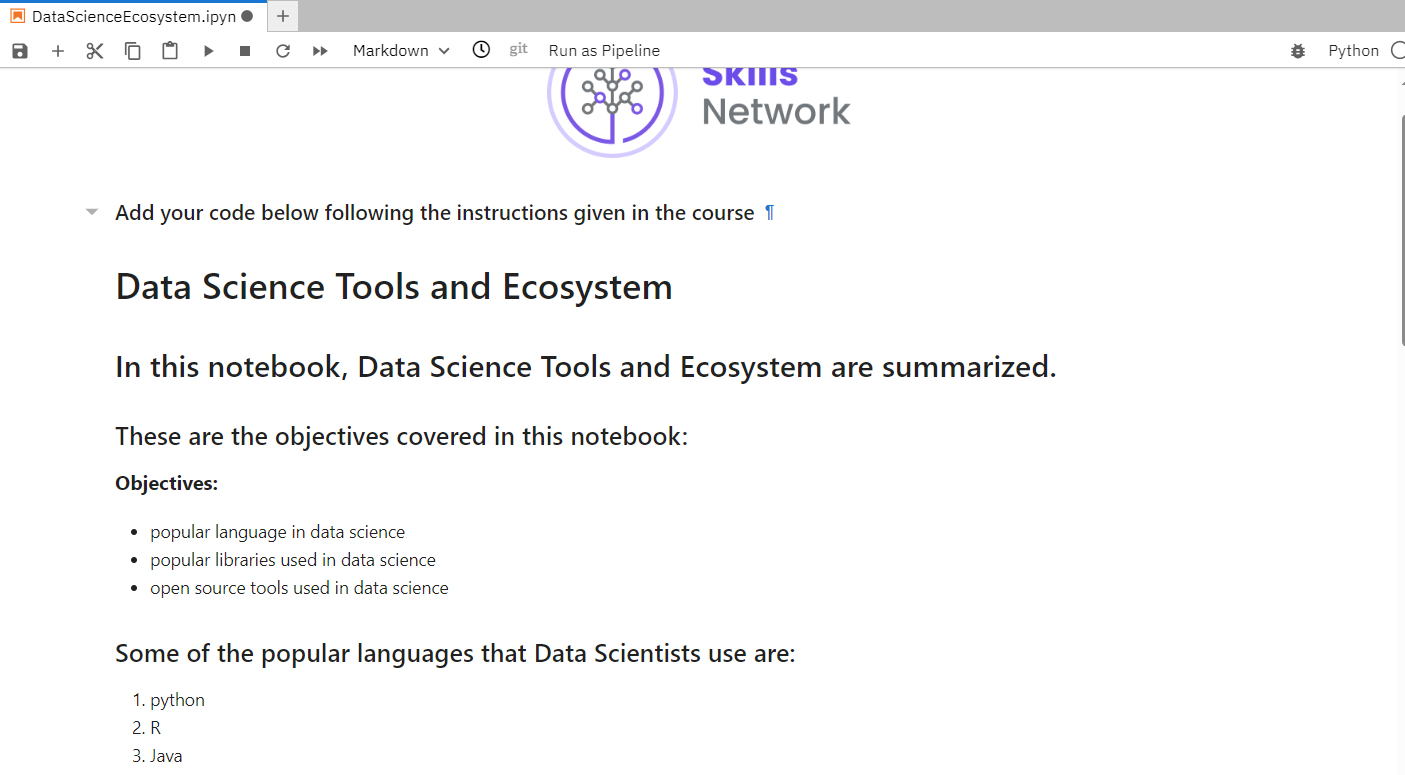 DataScienceEcosystem.ipyn
Markdown git Run as Pipeline Python
Skills
Network
Add your code below following the instructions given in the course ¶
Data Science Tools and Ecosystem
In this notebook, Data Science Tools and Ecosystem are summarized.
These are the objectives covered in this notebook:
Objectives:
• popular language in data science
• popular libraries used in data science
• open source tools used in data science
Some of the popular languages that Data Scientists use are:
1. python
2. R
3. Java